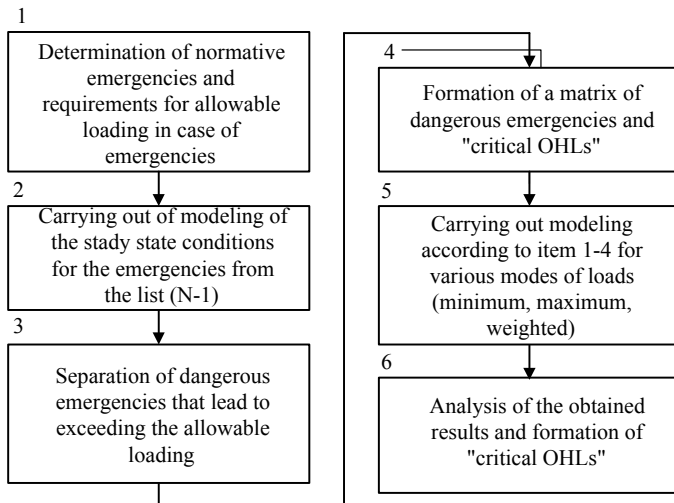 1
Determination of normative
emergencies and
requirements for allowable
loading in case of
emergencies
2
Carrying out of modeling of
the stady state conditions
for the emergencies from
the list (N-1)
3
Separation of dangerous
emergencies that lead to
exceeding the allowable
loading
4
Formation of a matrix of
dangerous emergencies and
"critical OHLs"
5
Carrying out modeling
according to item 1-4 for
various modes of loads
(minimum, maximum,
weighted)
6
Analysis of the obtained
results and formation of
"critical OHLs"